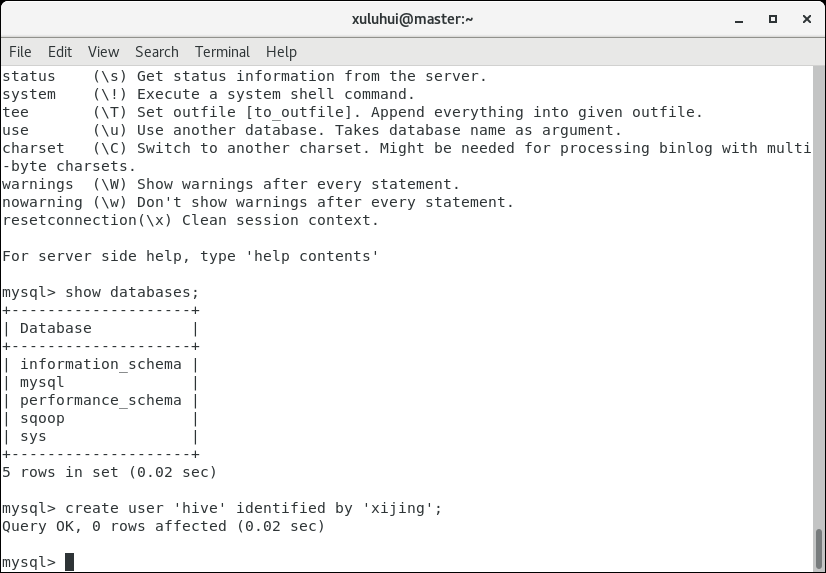 xuluhui@master:~
File Edit View Search Terminal Help
status    (\s) Get status information from the server.
system    (\!) Execute a system shell command.
tee       (\T) Set outfile [to_outfile]. Append everything into given outfile.
use       (\u) Use another database. Takes database name as argument.
charset   (\C) Switch to another charset. Might be needed for processing binlog with multi
-byte charsets.
warnings  (\W) Show warnings after every statement.
nowarning (\w) Don't show warnings after every statement.
resetconnection(\x) Clean session context.
For server side help, type 'help contents'
mysql> show databases;
+--------------------+
| Database           |
+--------------------+
| information_schema |
| mysql              |
| performance_schema |
| sqoop              |
| sys                |
+--------------------+
5 rows in set (0.02 sec)
mysql> create user 'hive' identified by 'xijing';
Query OK, 0 rows affected (0.02 sec)
mysql>